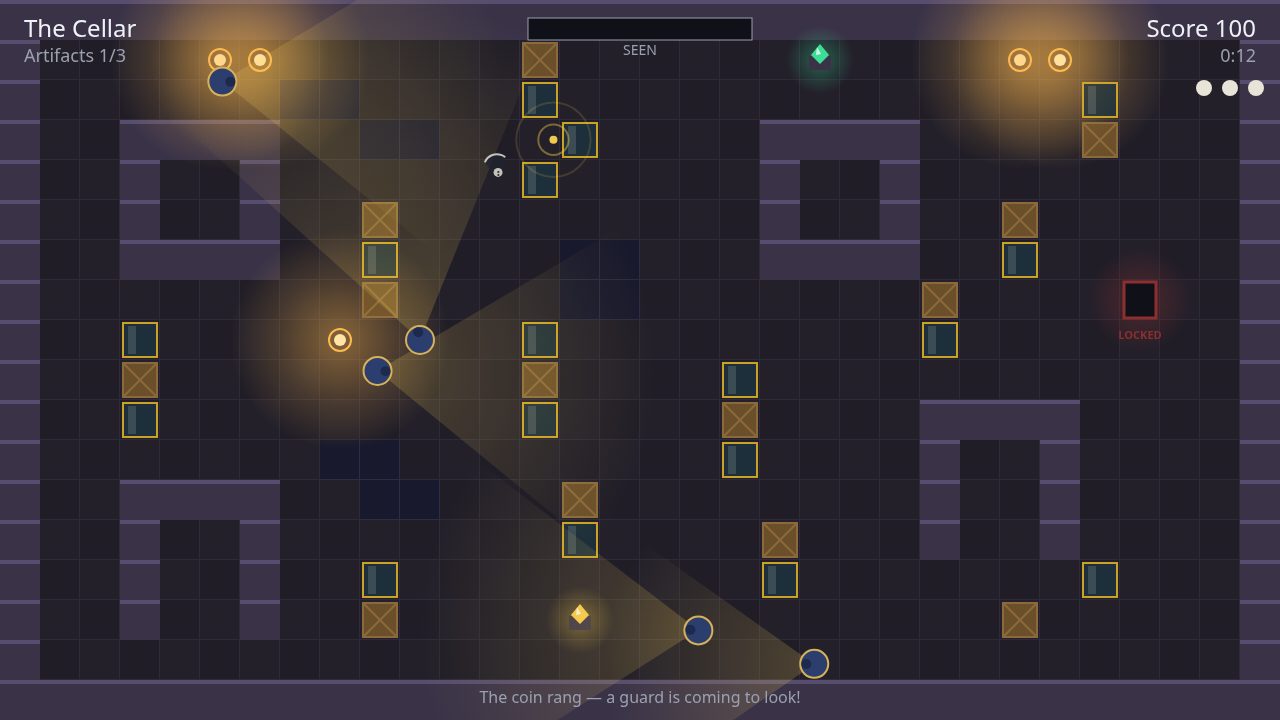 The Cellar
Artifacts 1/3
SEEN
Score 100
0:12
LOCKED
The coin rang — a guard is coming to look!